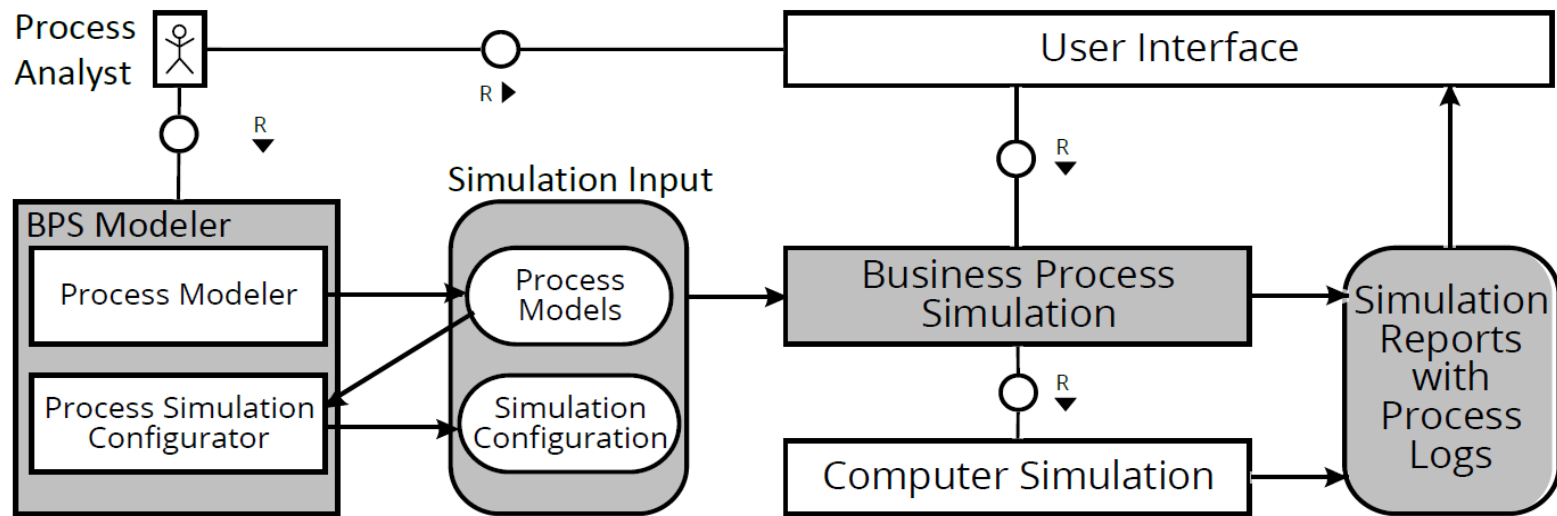 Process
Analyst
User Interface
R
R
R
Simulation Input
BPS Modeler
Process Modeler
Process
Models
Business Process
Simulation
Simulation
Reports
with
Process
Logs
R
Process Simulation
Configurator
Simulation
Configuration
Computer Simulation